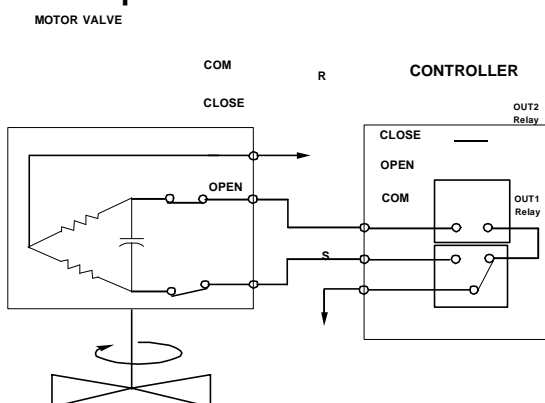 MOTOR VALVE
COM
R
CONTROLLER
CLOSE
OUT2
Relay
CLOSE
OPEN
OPEN
COM
OUT1
Relay
S